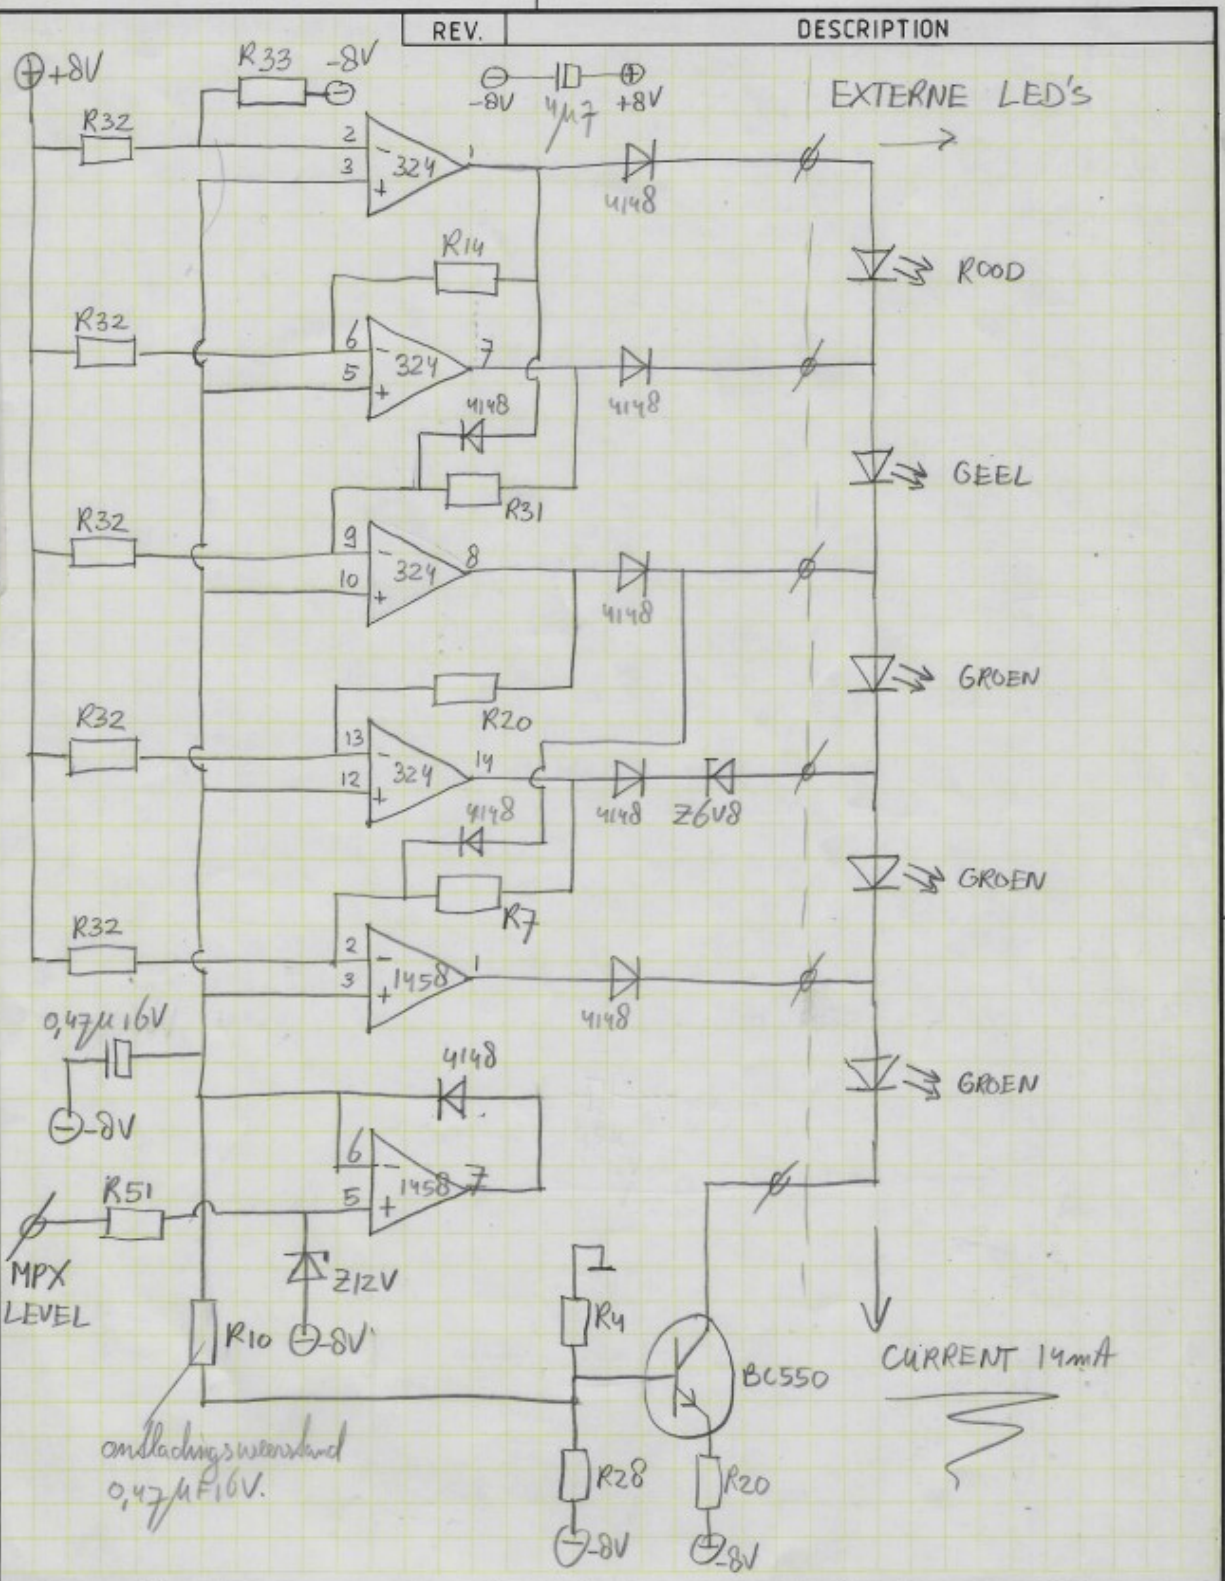 REV.
DESCRIPTION
+8V
R33
-8V
-8V
4µ7
+8V
EXTERNE LED's
R32
2
3
-
+
324
1
4148
R14
ROOD
R32
6
5
-
+
324
7
4148
4148
GEEL
R31
R32
9
10
-
+
324
8
4148
GROEN
R20
R32
13
12
-
+
324
14
4148
4148
Z6V8
GROEN
R7
R32
2
3
-
+
1458
1
4148
0,47µ 16V
-8V
4148
GROEN
6
5
-
+
1458
7
R51
MPX
LEVEL
Z12V
-8V
R10
R4
BC550
CURRENT 14mA
ontladingsweerstand
0,47µF16V.
R28
R20
-8V
-8V